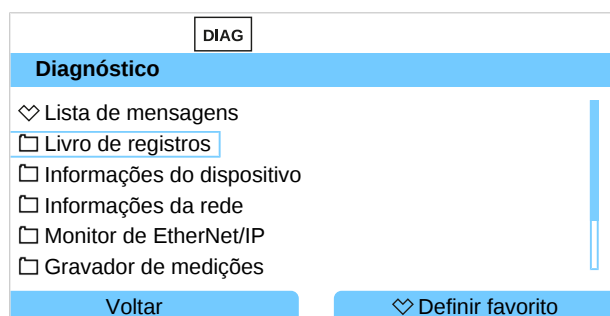 DIAG
Diagnóstico
Lista de mensagens
Livro de registros
Informações do dispositivo
Informações da rede
Monitor de EtherNet/IP
Gravador de medições
Voltar
Definir favorito